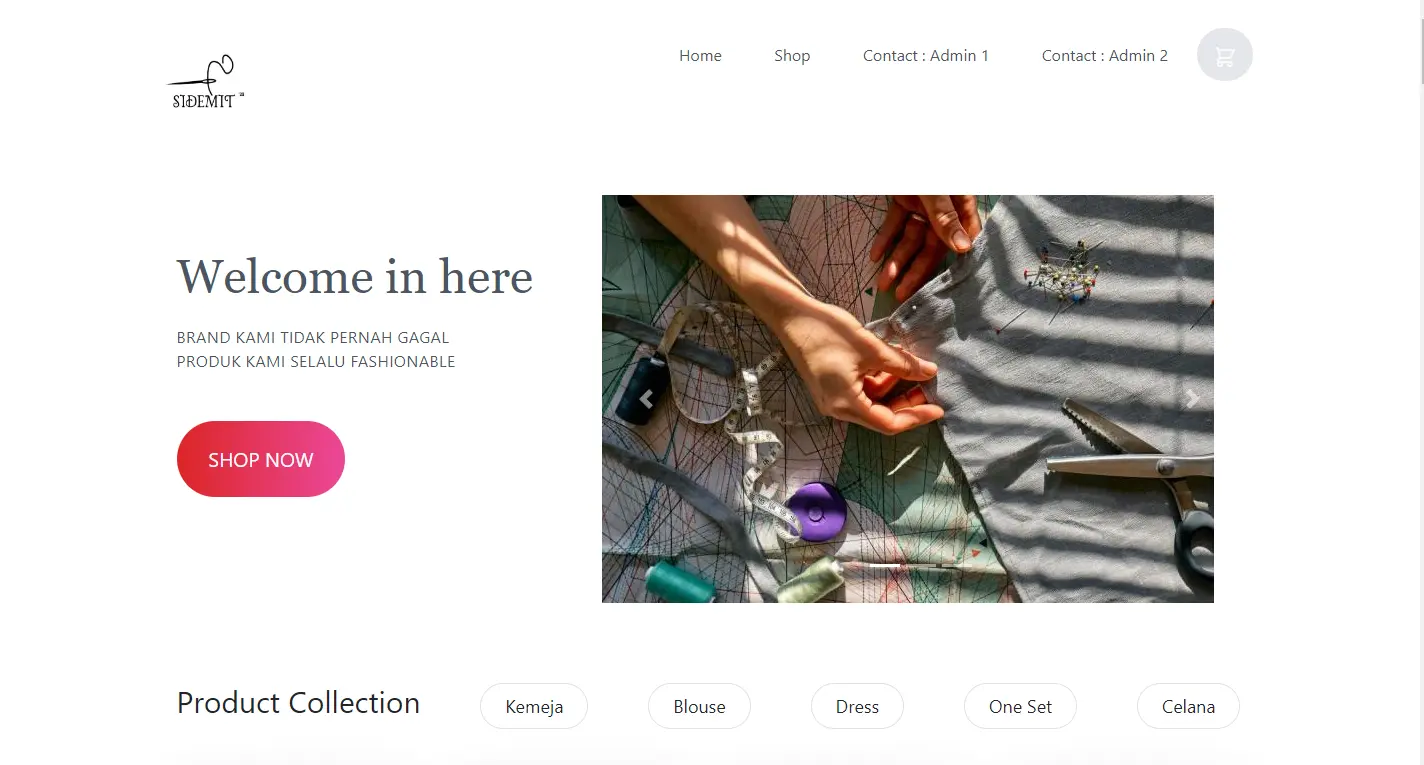 SIDEMIT
Home
Shop
Contact : Admin 1
Contact : Admin 2
Welcome in here
BRAND KAMI TIDAK PERNAH GAGAL
PRODUK KAMI SELALU FASHIONABLE
SHOP NOW
Product Collection
Kemeja
Blouse
Dress
One Set
Celana